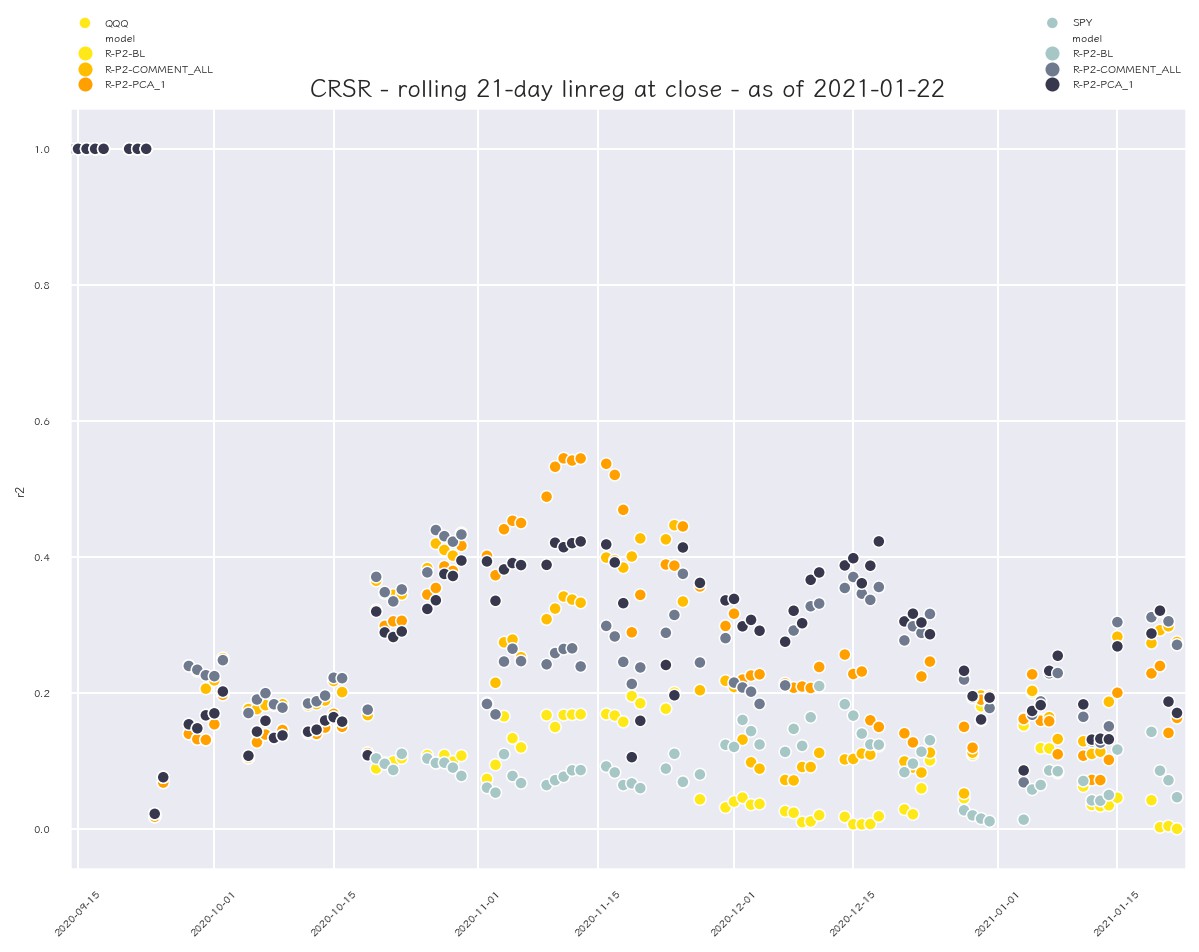 QQQ
model
R-P2-BL
R-P2-COMMENT_ALL
R-P2-PCA_1
SPY
model
R-P2-BL
R-P2-COMMENT_ALL
R-P2-PCA_1
CRSR - rolling 21-day linreg at close - as of 2021-01-22
1.0
0.8
0.6
0.4
0.2
0.0
r2
2020-09-15
2020-10-01
2020-10-15
2020-11-01
2020-11-15
2020-12-01
2020-12-15
2021-01-01
2021-01-15